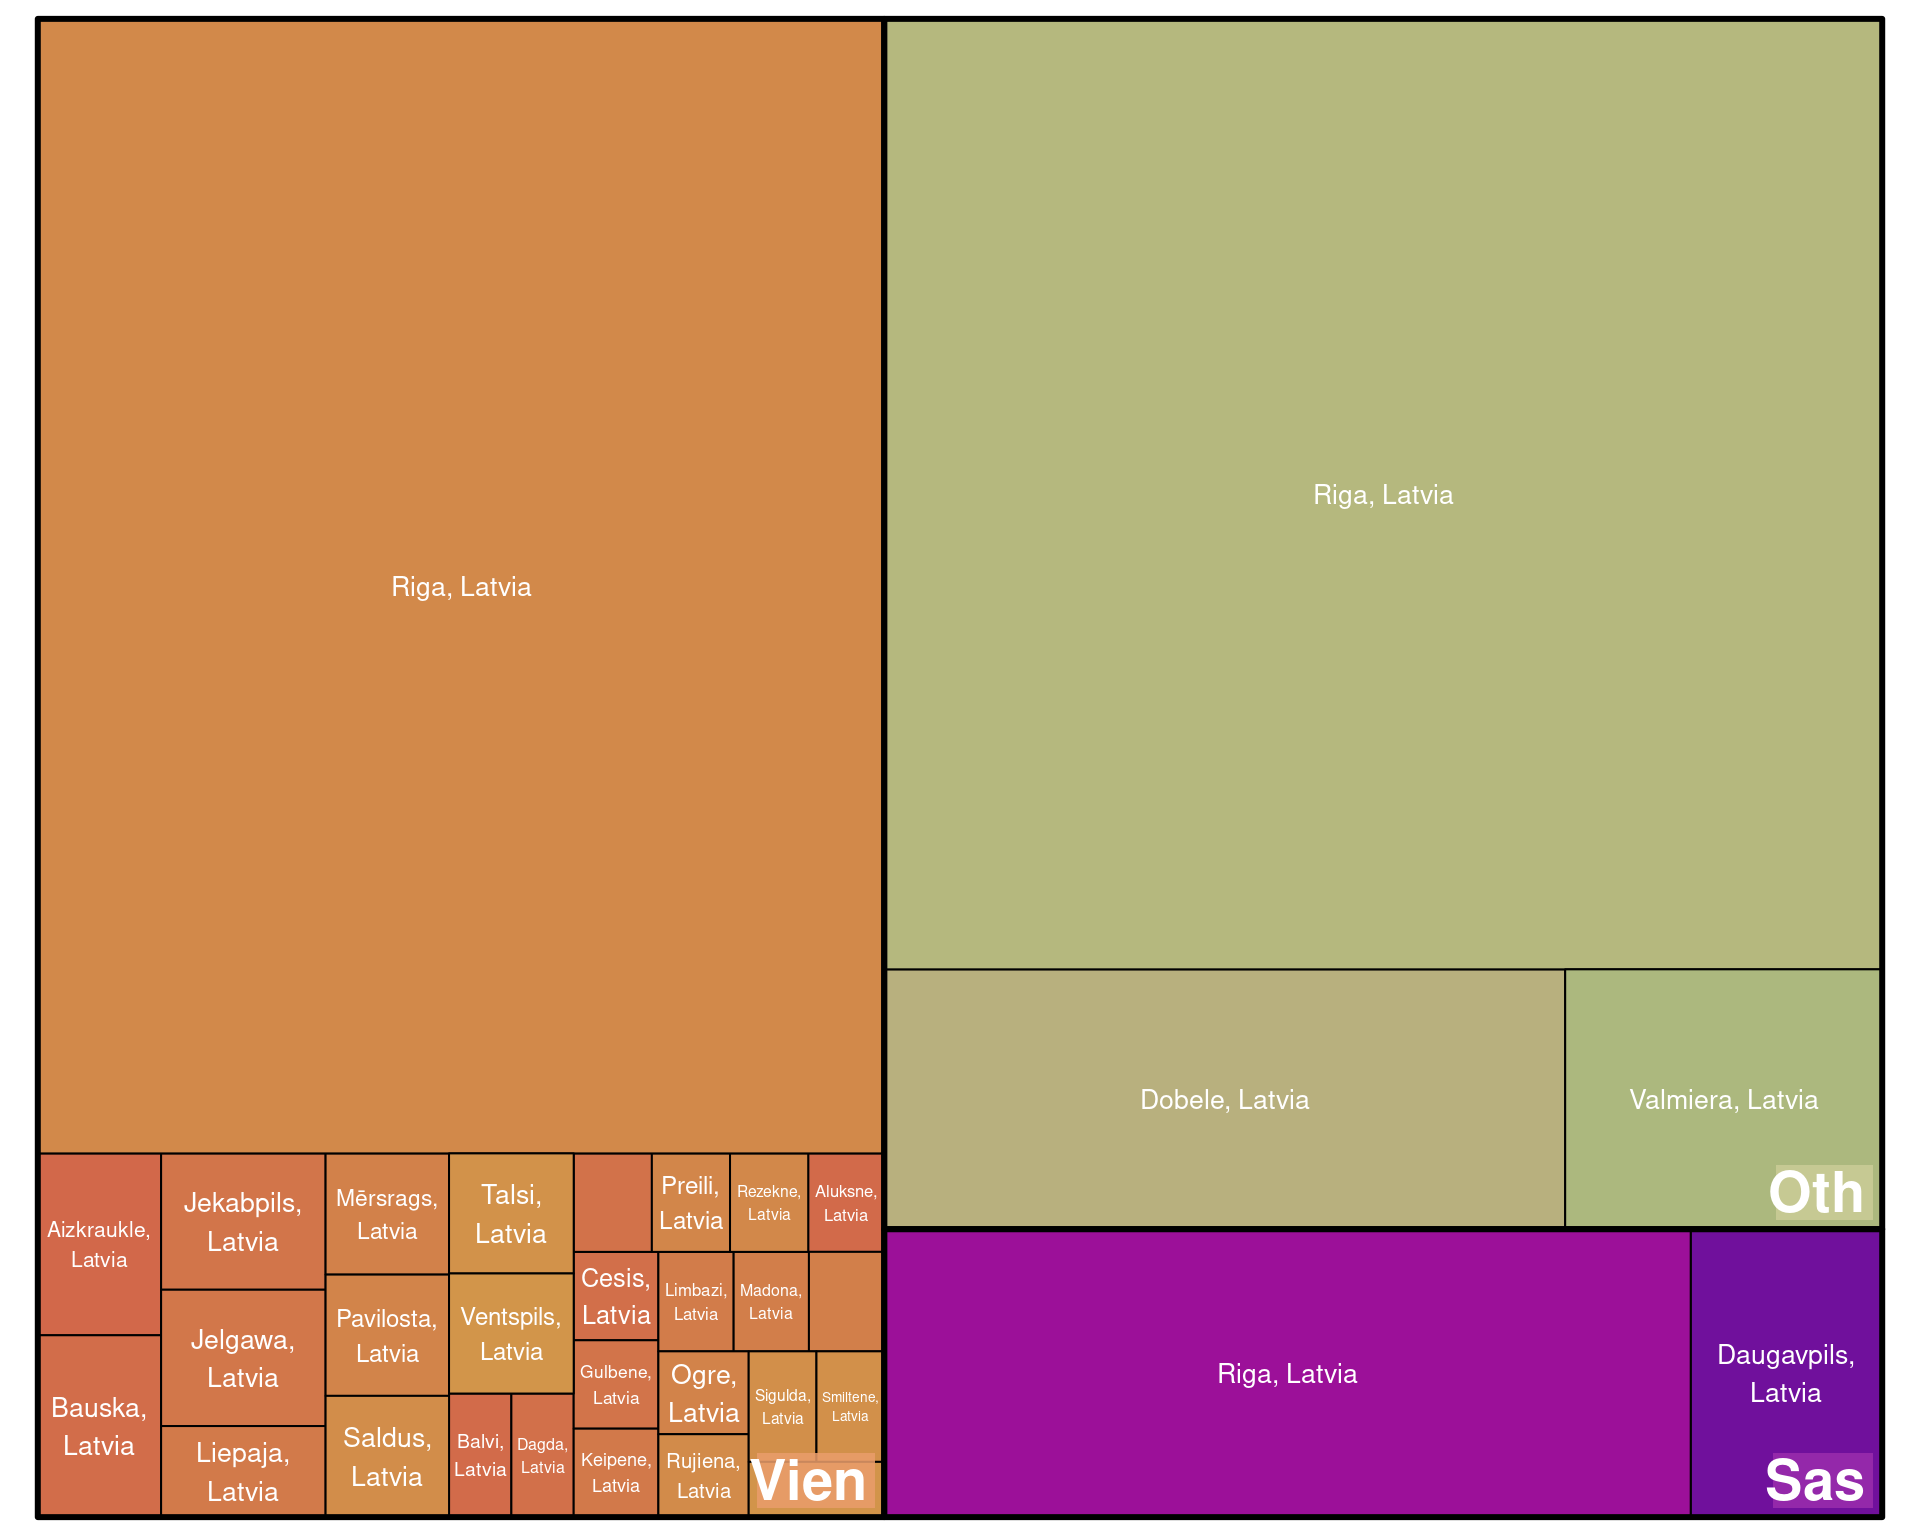 Riga, Latvia
Aizkraukle,
Latvia
Bauska,
Latvia
Jekabpils,
Latvia
Jelgawa,
Latvia
Liepaja,
Latvia
Mērsrags,
Latvia
Pavilosta,
Latvia
Saldus,
Latvia
Talsi,
Latvia
Ventspils,
Latvia
Balvi,
Latvia
Dagda,
Latvia
Preili,
Latvia
Rezekne,
Latvia
Aluksne,
Latvia
Cesis,
Latvia
Gulbene,
Latvia
Keipene,
Latvia
Limbazi,
Latvia
Madona,
Latvia
Ogre,
Latvia
Rujiena,
Latvia
Sigulda,
Latvia
Smiltene,
Latvia
Vien
Riga, Latvia
Dobele, Latvia
Valmiera, Latvia
Oth
Riga, Latvia
Daugavpils,
Latvia
Sas